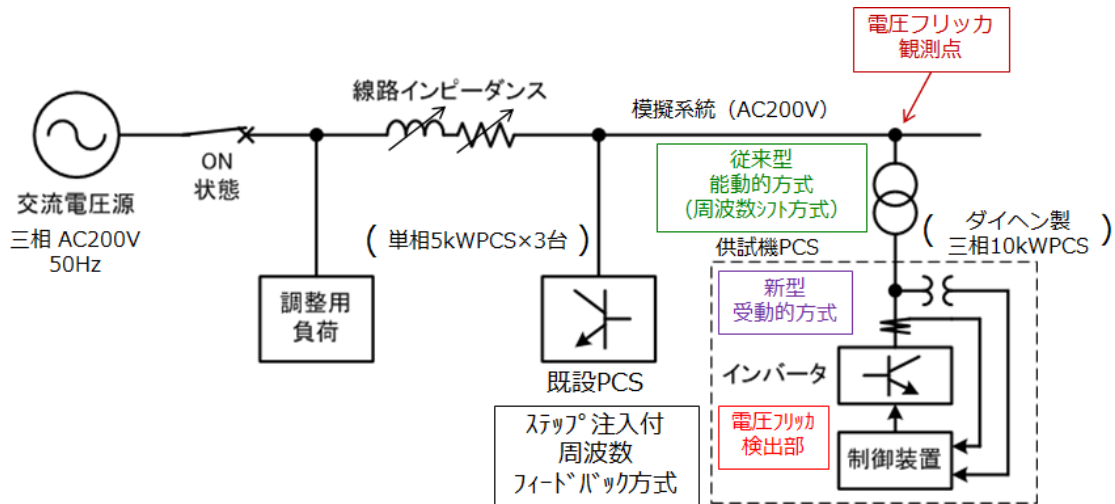 電圧フリッカ
観測点
線路インピーダンス
模擬系統（AC200V）
ON
状態
交流電圧源
三相 AC200V
50Hz
従来型
能動的方式
(周波数ｼﾌﾄ方式)
(単相5kWPCS×3台)
(ダイヘン製
三相10kWPCS)
供試機PCS
調整用
負荷
既設PCS
新型
受動的方式
インバータ
ｽﾃｯﾌﾟ注入付
周波数
ﾌｨｰﾄﾞﾊﾞｯｸ方式
電圧ﾌﾘｯｶ
検出部
制御装置